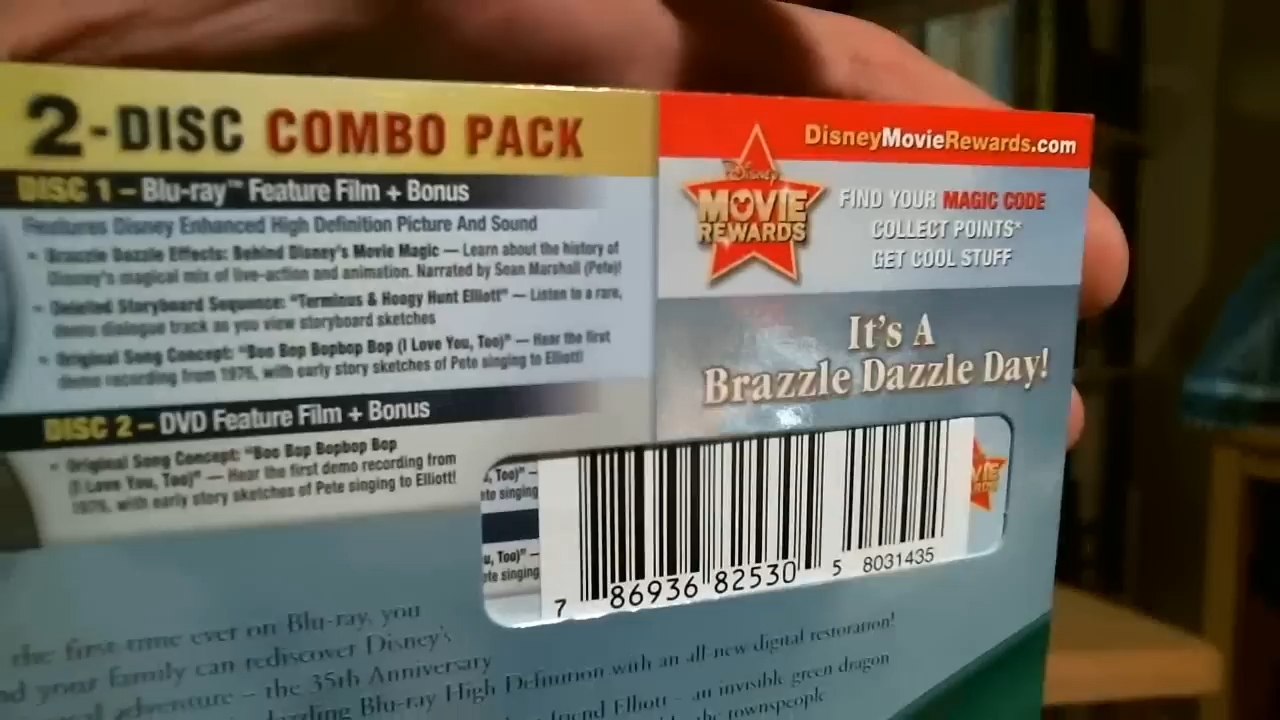 2-DISC COMBO PACK
DISC 1 – Blu-ray™ Feature Film + Bonus
Features Disney Enhanced High Definition Picture And Sound
• Brazzle Dazzle Effects: Behind Disney's Movie Magic — Learn about the history of
Disney's magical mix of live-action and animation. Narrated by Sean Marshall (Pete)!
• Deleted Storyboard Sequence: "Terminus & Hoagy Hunt Elliott" — Listen to a rare,
demo dialogue track as you view storyboard sketches
• Original Song Concept: "Boo Bop Bopbop Bop (I Love You, Too)" — Hear the first
demo recording from 1976, with early story sketches of Pete singing to Elliott!
DISC 2 – DVD Feature Film + Bonus
• Original Song Concept: "Boo Bop Bopbop Bop
(I Love You, Too)" — Hear the first demo recording from
1976, with early story sketches of Pete singing to Elliott!
DisneyMovieRewards.com
Disney
MOVIE
REWARDS
FIND YOUR MAGIC CODE
COLLECT POINTS*
GET COOL STUFF
It's A
Brazzle Dazzle Day!
, Too)" –
ete singing
u, Too)" –
ete singing
7 86936 82530 5 8031435
the first time ever on Blu-ray, you
your family can rediscover Disney's
adventure – the 35th Anniversary
Blu-ray High Definition with an all-new digital restoration!
friend Elliott – an invisible green dragon
the townspeople